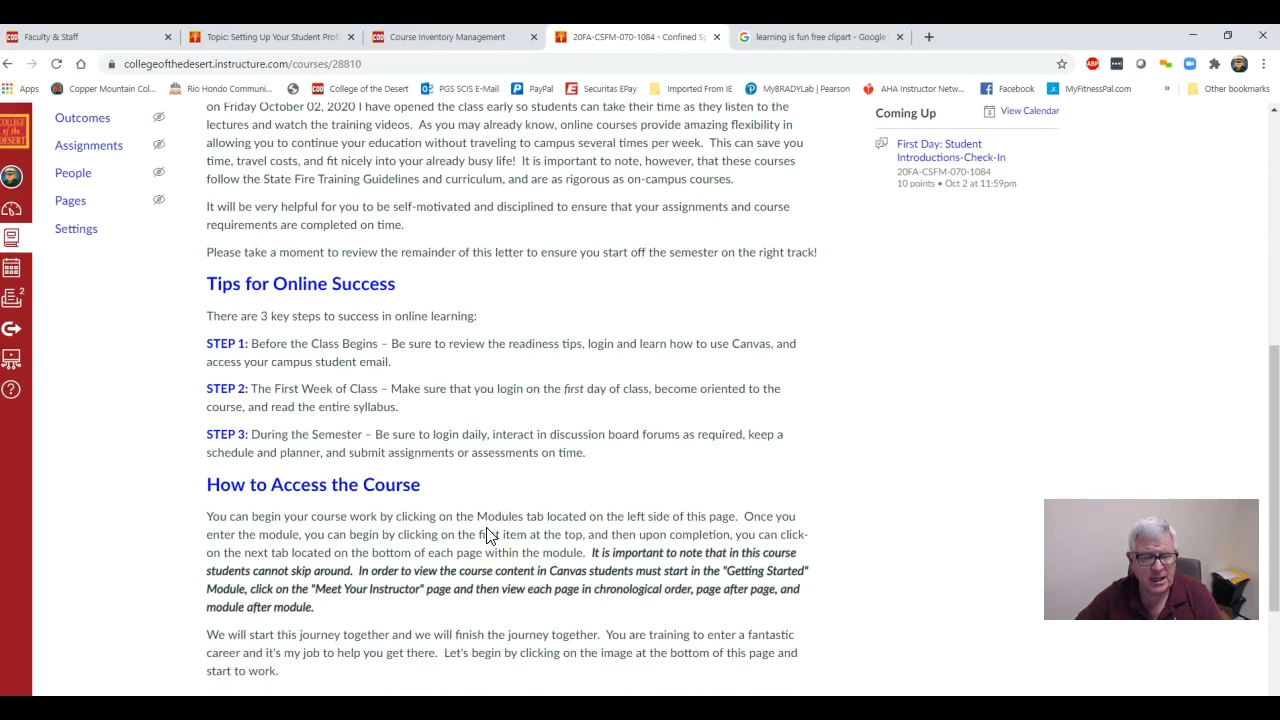 Faculty & Staff
Topic: Setting Up Your Student Profi
Course Inventory Management
20FA-CSFM-070-1084 - Confined Sp
learning is fun free clipart - Google
collegeofthedesert.instructure.com/courses/28810
Apps
Copper Mountain Col...
Rio Hondo Communi...
College of the Desert
PGS SCIS E-Mail
PayPal
Securitas EPay
Imported From IE
MyBRADYLab | Pearson
AHA Instructor Netw...
Facebook
MyFitnessPal.com
»
Other bookmarks
COLLEGE
of the
DESERT
2
Outcomes
Assignments
People
Pages
Settings
on Friday October 02, 2020 I have opened the class early so students can take their time as they listen to the
lectures and watch the training videos. As you may already know, online courses provide amazing flexibility in
allowing you to continue your education without traveling to campus several times per week. This can save you
time, travel costs, and fit nicely into your already busy life! It is important to note, however, that these courses
follow the State Fire Training Guidelines and curriculum, and are as rigorous as on-campus courses.
It will be very helpful for you to be self-motivated and disciplined to ensure that your assignments and course
requirements are completed on time.
Please take a moment to review the remainder of this letter to ensure you start off the semester on the right track!
Tips for Online Success
There are 3 key steps to success in online learning:
STEP 1: Before the Class Begins – Be sure to review the readiness tips, login and learn how to use Canvas, and
access your campus student email.
STEP 2: The First Week of Class – Make sure that you login on the first day of class, become oriented to the
course, and read the entire syllabus.
STEP 3: During the Semester – Be sure to login daily, interact in discussion board forums as required, keep a
schedule and planner, and submit assignments or assessments on time.
How to Access the Course
You can begin your course work by clicking on the Modules tab located on the left side of this page. Once you
enter the module, you can begin by clicking on the first item at the top, and then upon completion, you can click-
on the next tab located on the bottom of each page within the module. It is important to note that in this course
students cannot skip around. In order to view the course content in Canvas students must start in the "Getting Started"
Module, click on the "Meet Your Instructor" page and then view each page in chronological order, page after page, and
module after module.
We will start this journey together and we will finish the journey together. You are training to enter a fantastic
career and it's my job to help you get there. Let's begin by clicking on the image at the bottom of this page and
start to work.
Coming Up
3
View Calendar
First Day: Student
Introductions-Check-In
20FA-CSFM-070-1084
10 points • Oct 2 at 11:59pm